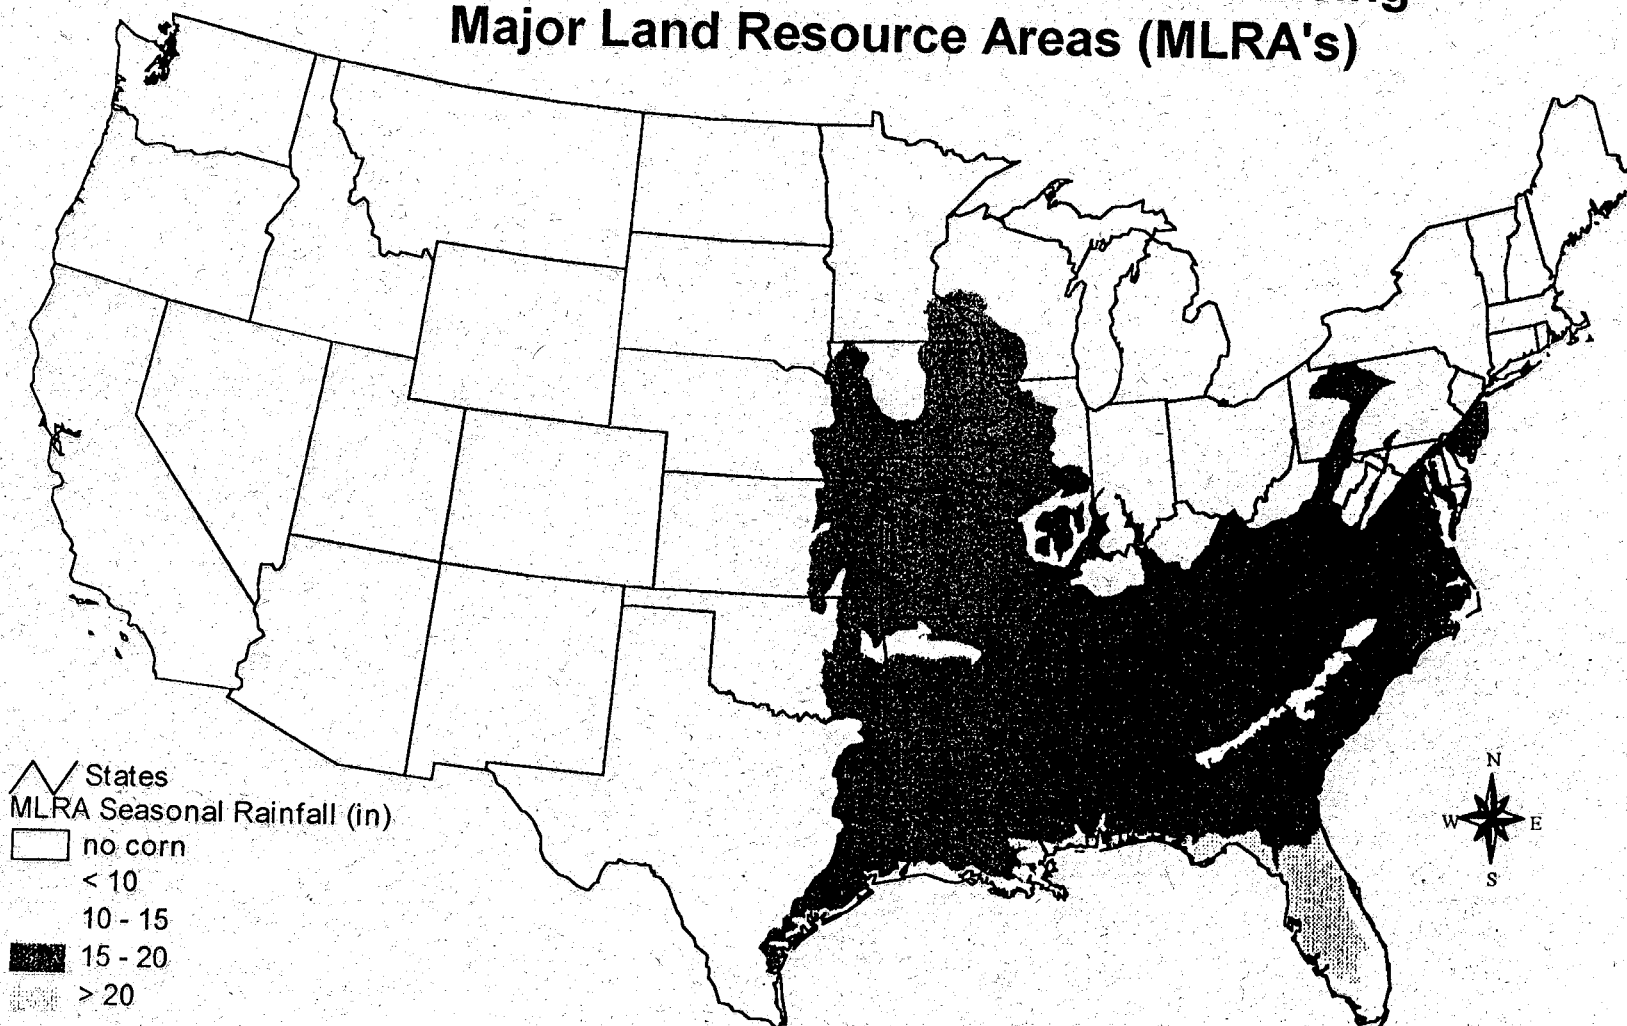 Major Land Resource Areas (MLRA's)
States
MLRA Seasonal Rainfall (in)
no corn
< 10
10 - 15
15 - 20
> 20
N
W E
S